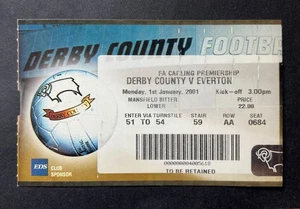 DERBY COUNTY FOOTB
FA CARLING PREMIERSHIP
DERBY COUNTY V EVERTON
Monday, 1st January, 2001 Kick-off 3.00pm
MANSFIELD BITTER PRICE
LOWER 22.00
ENTER VIA TURNSTILE STAIR ROW SEAT
51 TO 54 59 AA 0684
EDS CLUB
SPONSOR
TO BE RETAINED